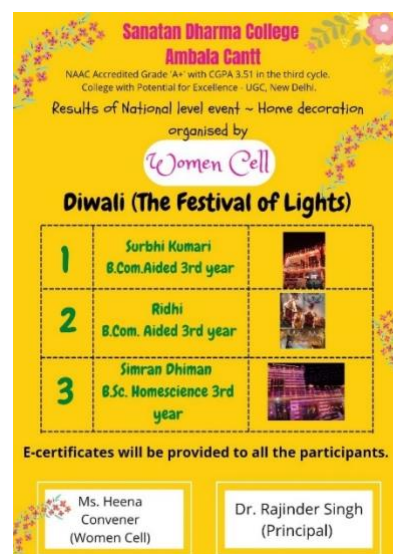 Sanatan Dharma College
Ambala Cantt
NAAC Accredited Grade 'A+' with CGPA 3.51 in the third cycle.
College with Potential for Excellence - UGC, New Delhi.
Results of National level event ~ Home decoration
organised by
Women Cell
Diwali (The Festival of Lights)
1
Surbhi Kumari
B.Com.Aided 3rd year
2
Ridhi
B.Com. Aided 3rd year
3
Simran Dhiman
B.Sc. Homescience 3rd
year
E-certificates will be provided to all the participants.
Ms. Heena
Convener
(Women Cell)
Dr. Rajinder Singh
(Principal)